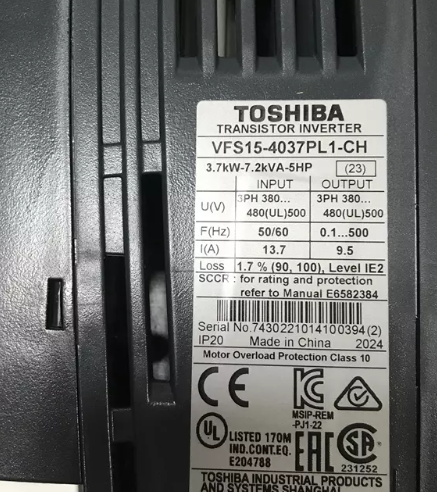 TOSHIBA
TRANSISTOR INVERTER
VFS15-4037PL1-CH
3.7kW-7.2kVA-5HP (23)
INPUT OUTPUT
U(V) 3PH 380... 480(UL)500 3PH 380... 480(UL)500
F(Hz) 50/60 0.1...500
I(A) 13.7 9.5
Loss 1.7 % (90, 100), Level IE2
SCCR : for rating and protection
refer to Manual E6582384
Serial No.7430221014100394(2)
IP20 Made in China 2024
Motor Overload Protection Class 10
CE
MSIP-REM
-PJ1-22
UL LISTED 170M
IND.CONT.EQ.
E204788
EAC
SA
231252
TOSHIBA INDUSTRIAL PRODUCTS
AND SYSTEMS SHANGHAI